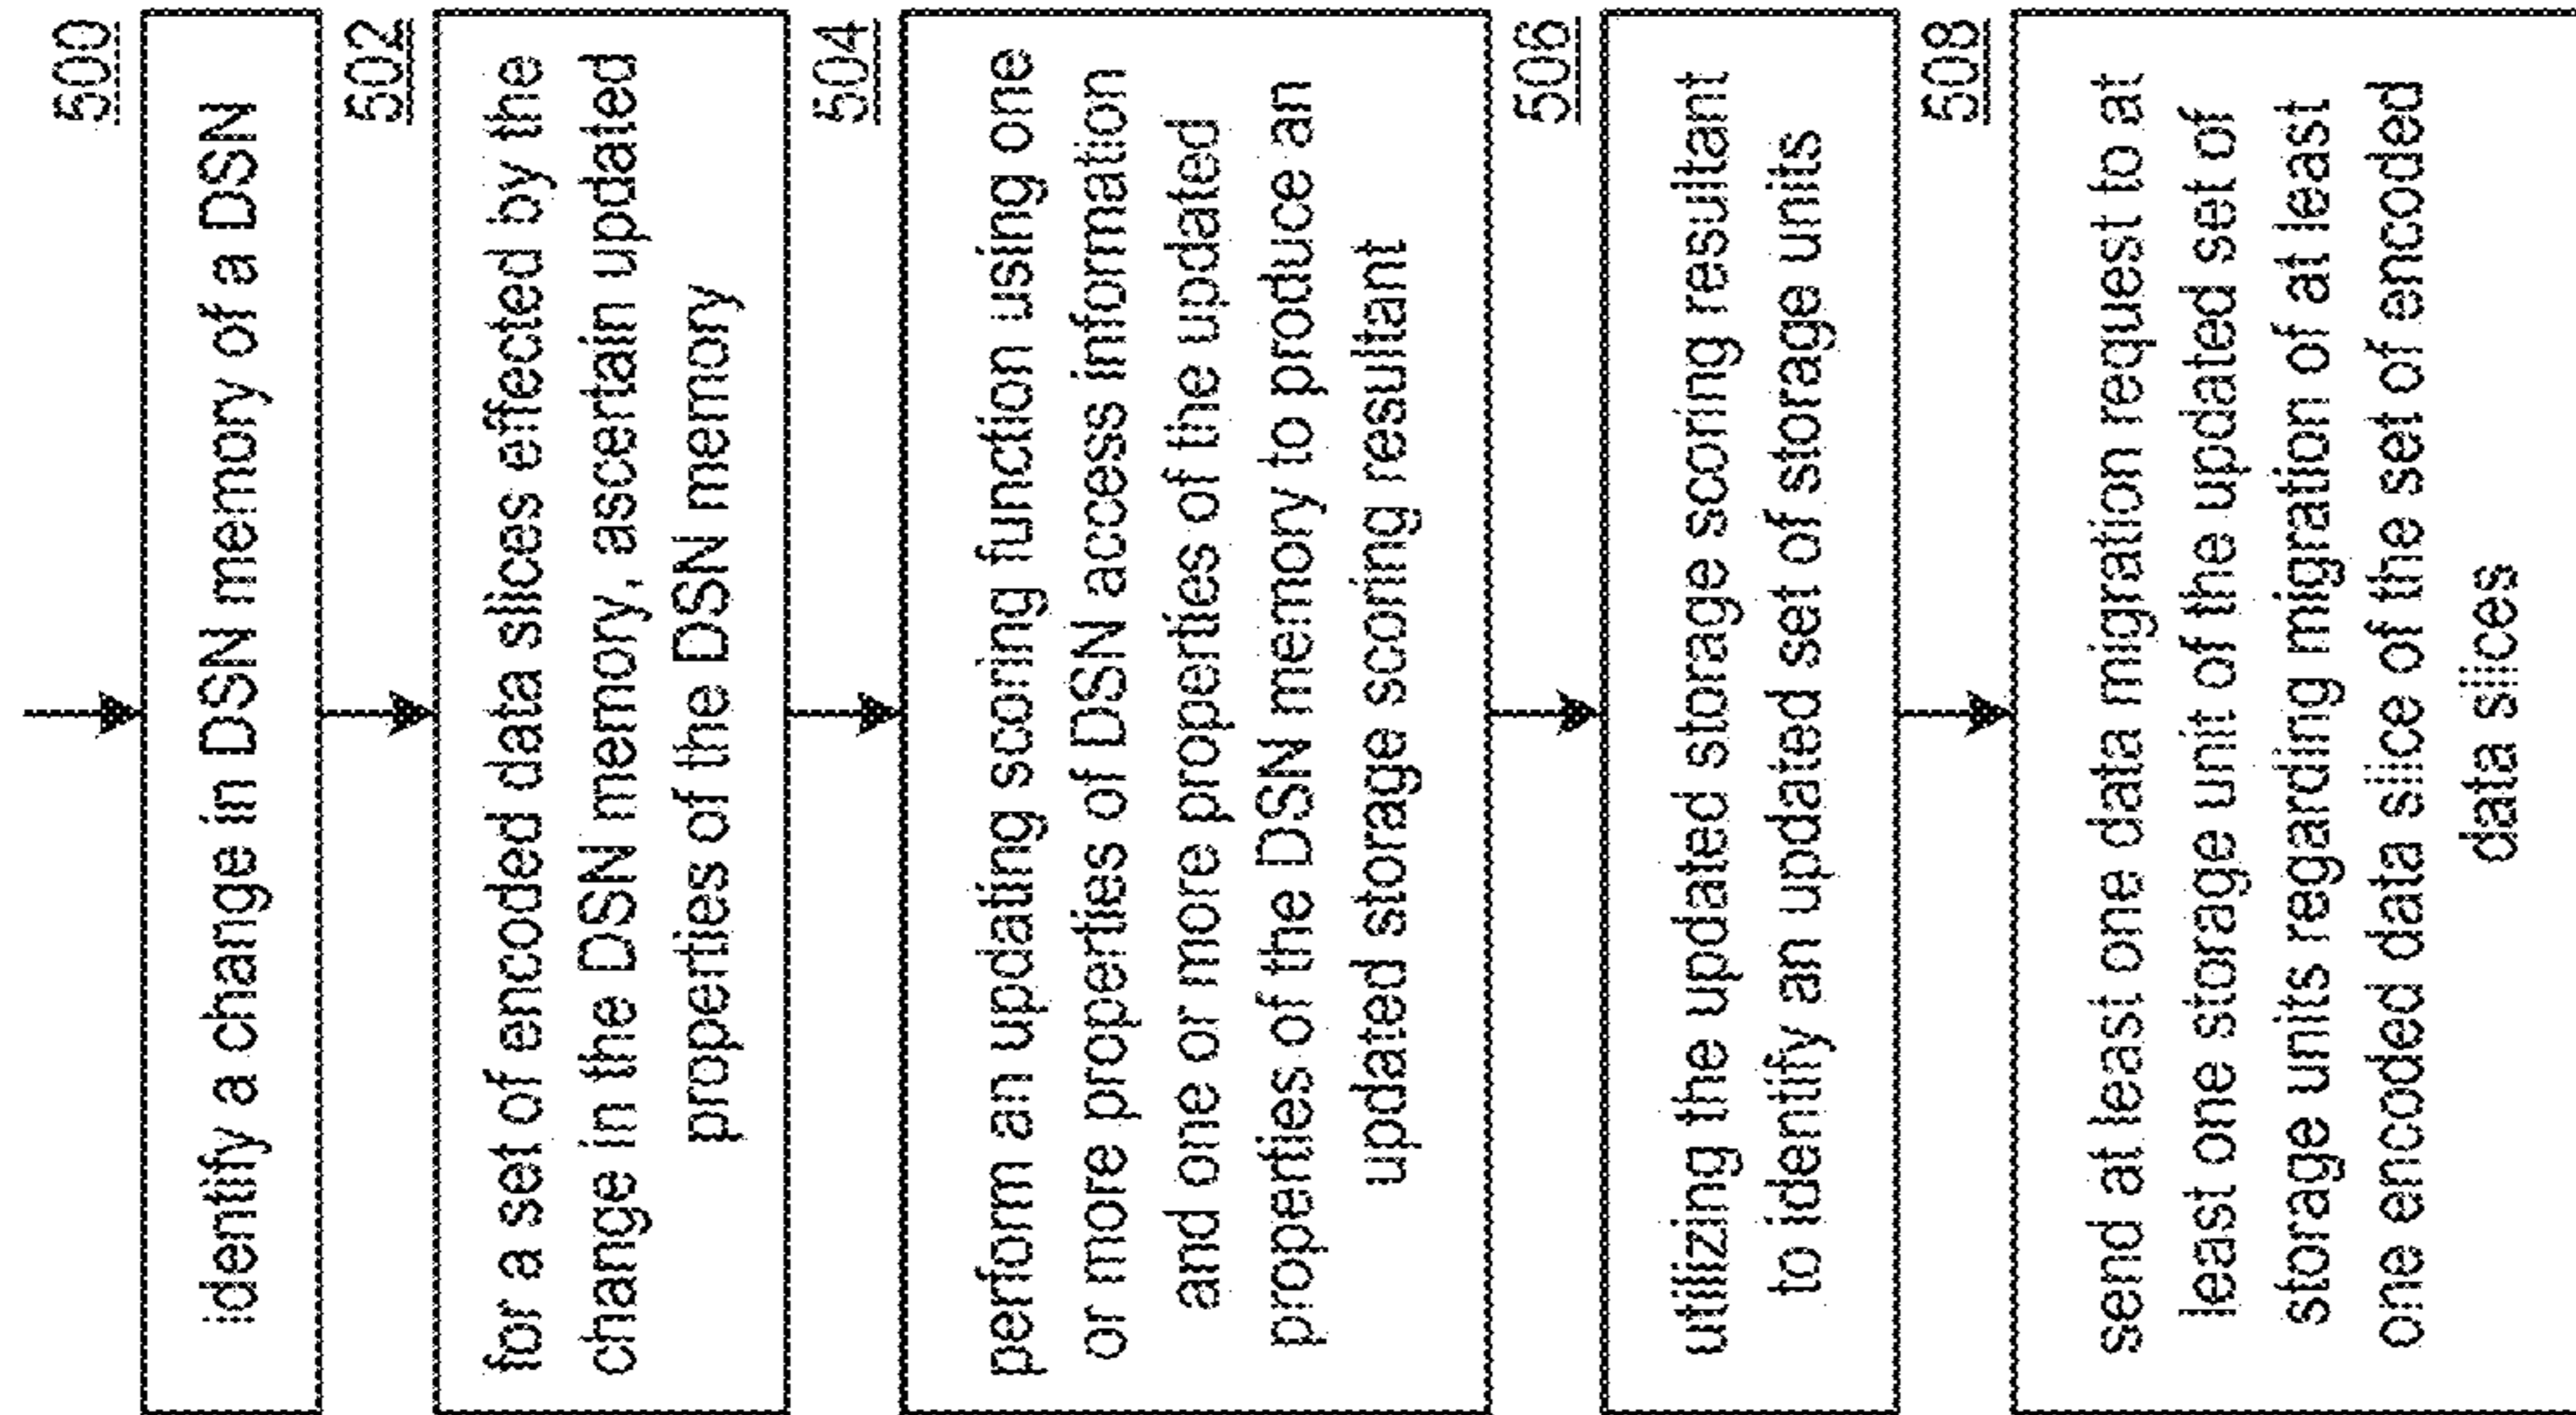 500
identify a change in DSN memory of a DSN
502
for a set of encoded data slices effected by the
change in the DSN memory, ascertain updated
properties of the DSN memory
504
perform an updating scoring function using one
or more properties of DSN access information
and one or more properties of the updated
properties of the DSN memory to produce an
updated storage scoring resultant
506
utilizing the updated storage scoring resultant
to identify an updated set of storage units
508
send at least one data migration request to at
least one storage unit of the updated set of
storage units regarding migration of at least
one encoded data slice of the set of encoded
data slices